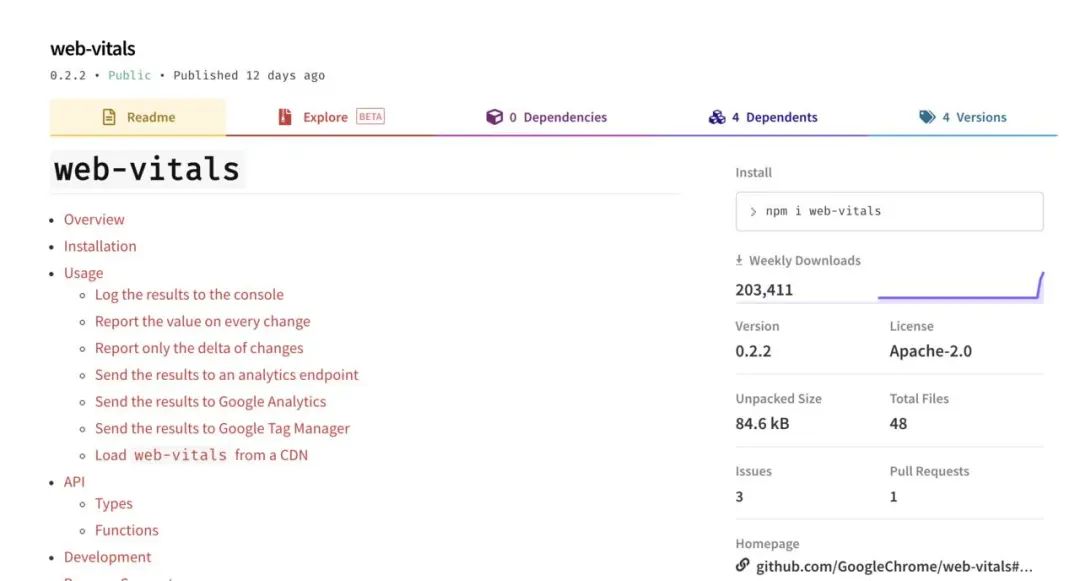 web-vitals
0.2.2 • Public • Published 12 days ago
Readme
Explore BETA
0 Dependencies
4 Dependents
4 Versions
web-vitals
• Overview
• Installation
• Usage
◦ Log the results to the console
◦ Report the value on every change
◦ Report only the delta of changes
◦ Send the results to an analytics endpoint
◦ Send the results to Google Analytics
◦ Send the results to Google Tag Manager
◦ Load web-vitals from a CDN
• API
◦ Types
◦ Functions
• Development
Install
> npm i web-vitals
Weekly Downloads
203,411
Version
License
0.2.2
Apache-2.0
Unpacked Size
Total Files
84.6 kB
48
Issues
Pull Requests
3
1
Homepage
github.com/GoogleChrome/web-vitals#...